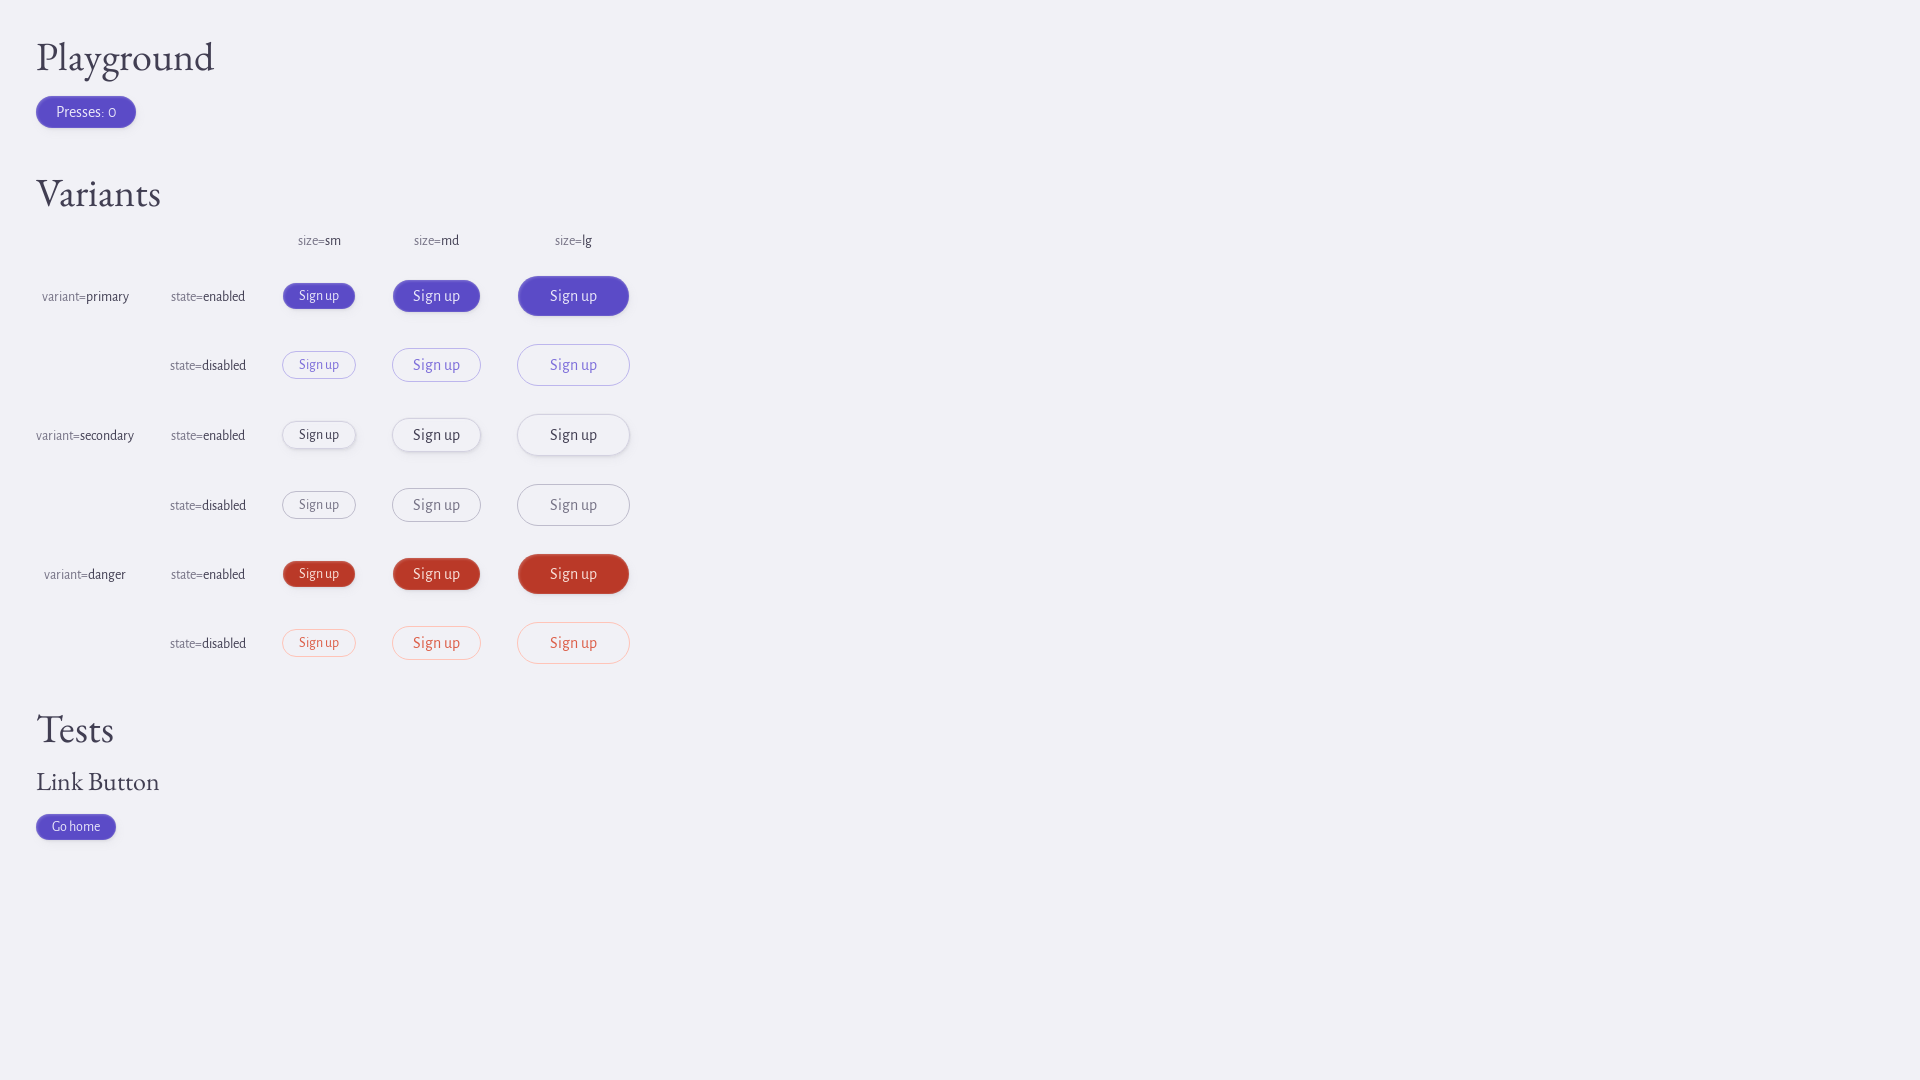 Playground
Presses: 0
Variants
size=sm size=md size=lg
variant=primary state=enabled Sign up Sign up Sign up
state=disabled Sign up Sign up Sign up
variant=secondary state=enabled Sign up Sign up Sign up
state=disabled Sign up Sign up Sign up
variant=danger state=enabled Sign up Sign up Sign up
state=disabled Sign up Sign up Sign up
Tests
Link Button
Go home